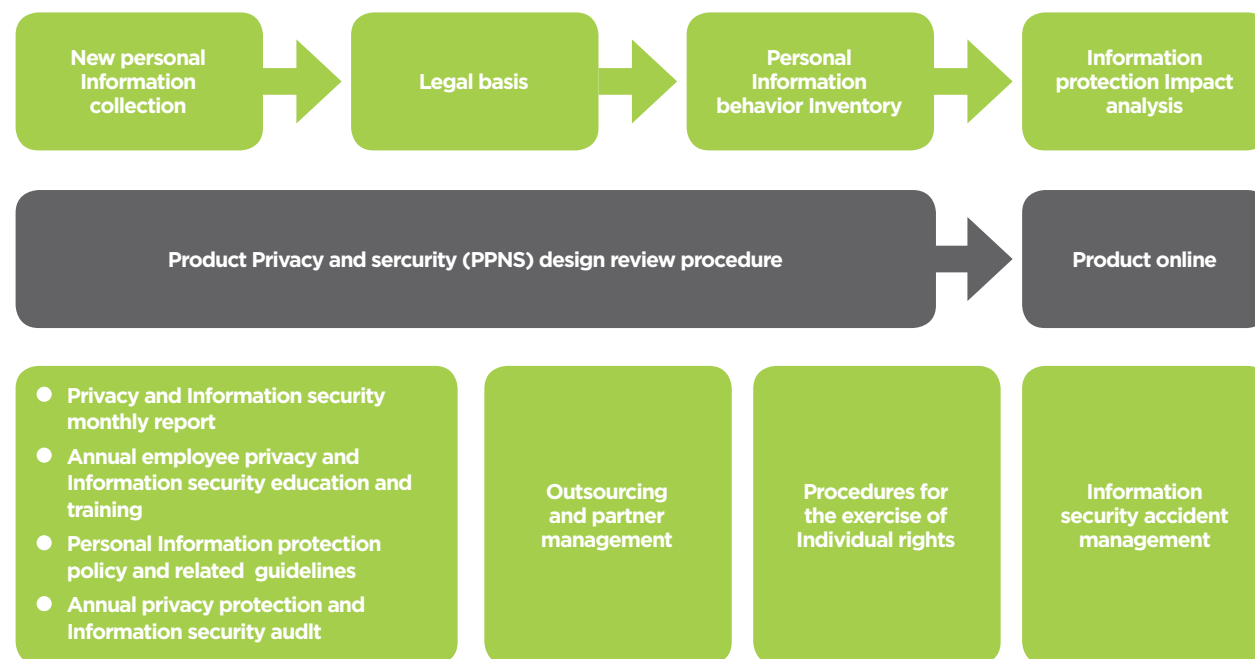 New personal
Information
collection
Legal basis
Personal
Information
behavior Inventory
Information
protection Impact
analysis
Product Privacy and sercurity (PPNS) design review procedure
Product online
Privacy and Information security
monthly report
Annual employee privacy and
Information security education and
training
Personal Information protection
policy and related guidelines
Annual privacy protection and
Information security audlt
Outsourcing
and partner
management
Procedures for
the exercise of
Individual rights
Information
security accident
management